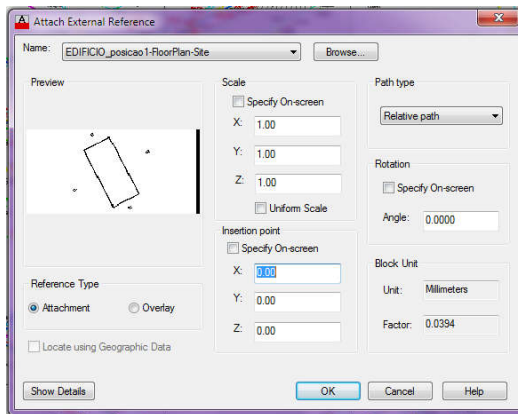 Attach External Reference
Name: EDIFICIO_posicao1-FloorPlan-Site Browse...
Preview
Scale
Specify On-screen
X: 1.00
Y: 1.00
Z: 1.00
Uniform Scale
Path type
Relative path
Rotation
Specify On-screen
Angle: 0.0000
Insertion point
Specify On-screen
X: 0.00
Y: 0.00
Z: 0.00
Block Unit
Unit: Millimeters
Factor: 0.0394
Reference Type
Attachment Overlay
Locate using Geographic Data
Show Details OK Cancel Help